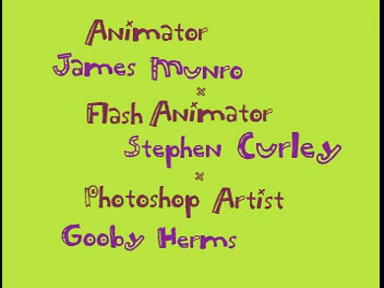 Animator
James Munro
×
Flash Animator
Stephen Curley
×
Photoshop Artist
Gooby Herms